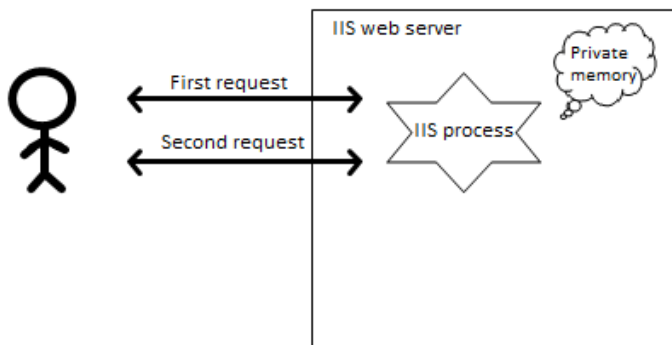 IIS web server
Private
memory
First request
Second request
IIS process